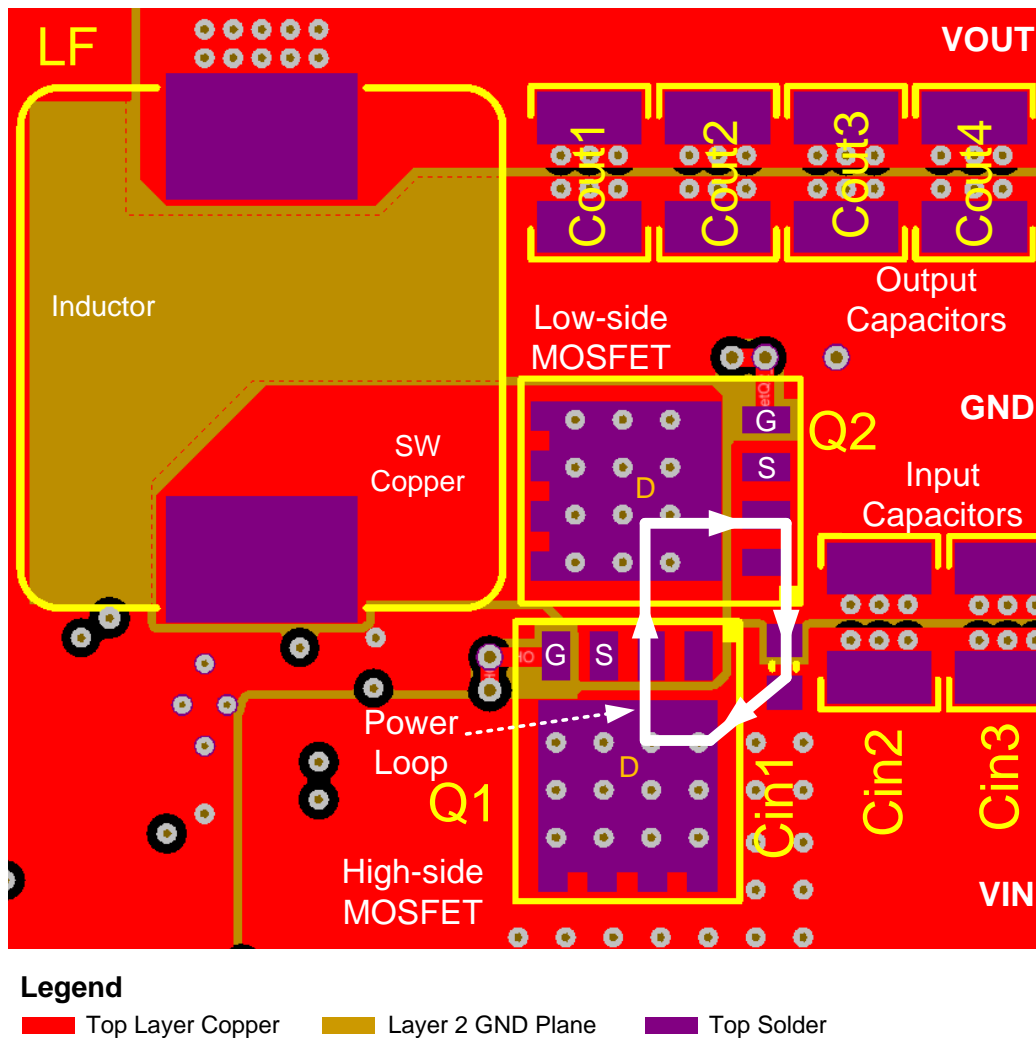 LF
VOUT
Cout1
Cout2
Cout3
Cout4
Inductor
Output
Capacitors
Low-side
MOSFET
GND
G
Q2
SW
Copper
S
Input
Capacitors
D
HO
G
S
Power
Loop
D
Q1
Cin1
Cin2
Cin3
High-side
MOSFET
VIN
Legend
Top Layer Copper
Layer 2 GND Plane
Top Solder